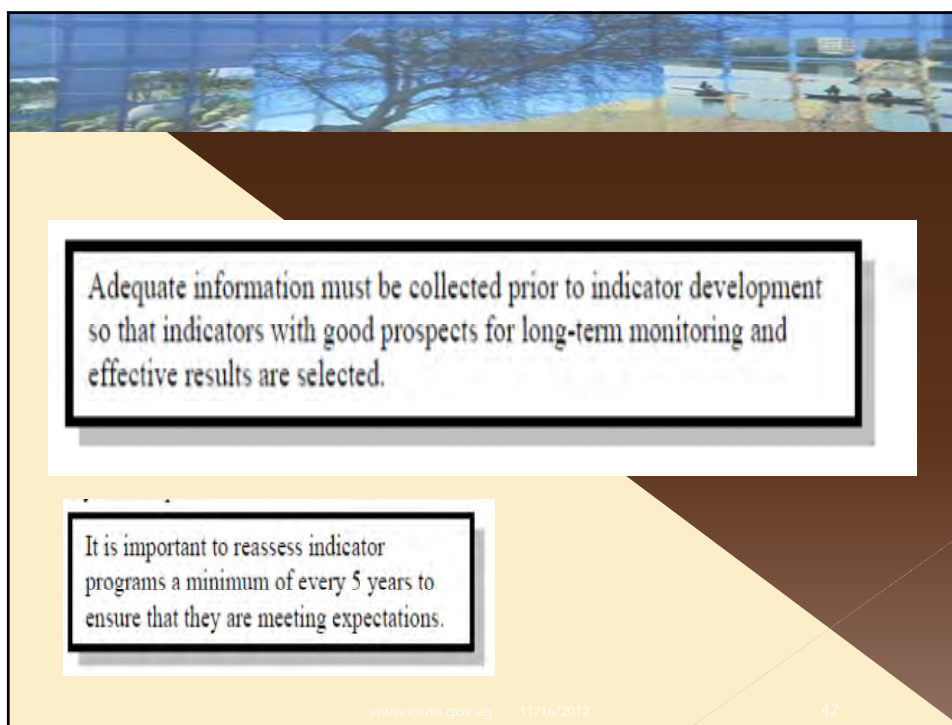 Adequate information must be collected prior to indicator development
so that indicators with good prospects for long-term monitoring and
effective results are selected.
It is important to reassess indicator
programs a minimum of every 5 years to
ensure that they are meeting expectations.
www.eeaa.gov.eg 11/16/2012 42